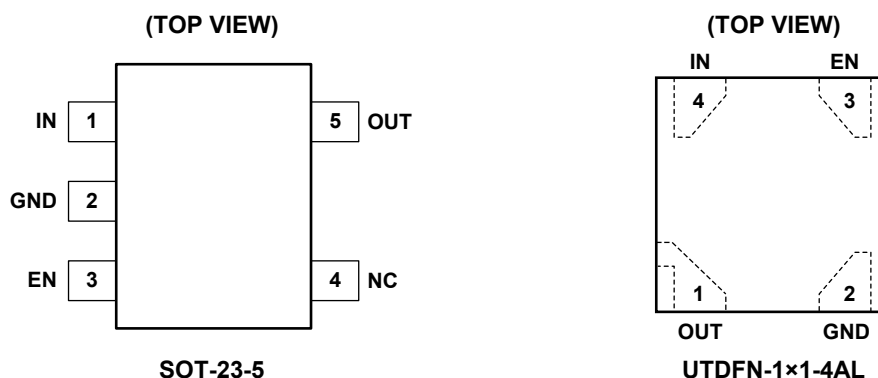 (TOP VIEW)
IN 1
5 OUT
GND 2
EN 3
4 NC
SOT-23-5
(TOP VIEW)
IN EN
4 3
1 2
OUT GND
UTDFN-1×1-4AL